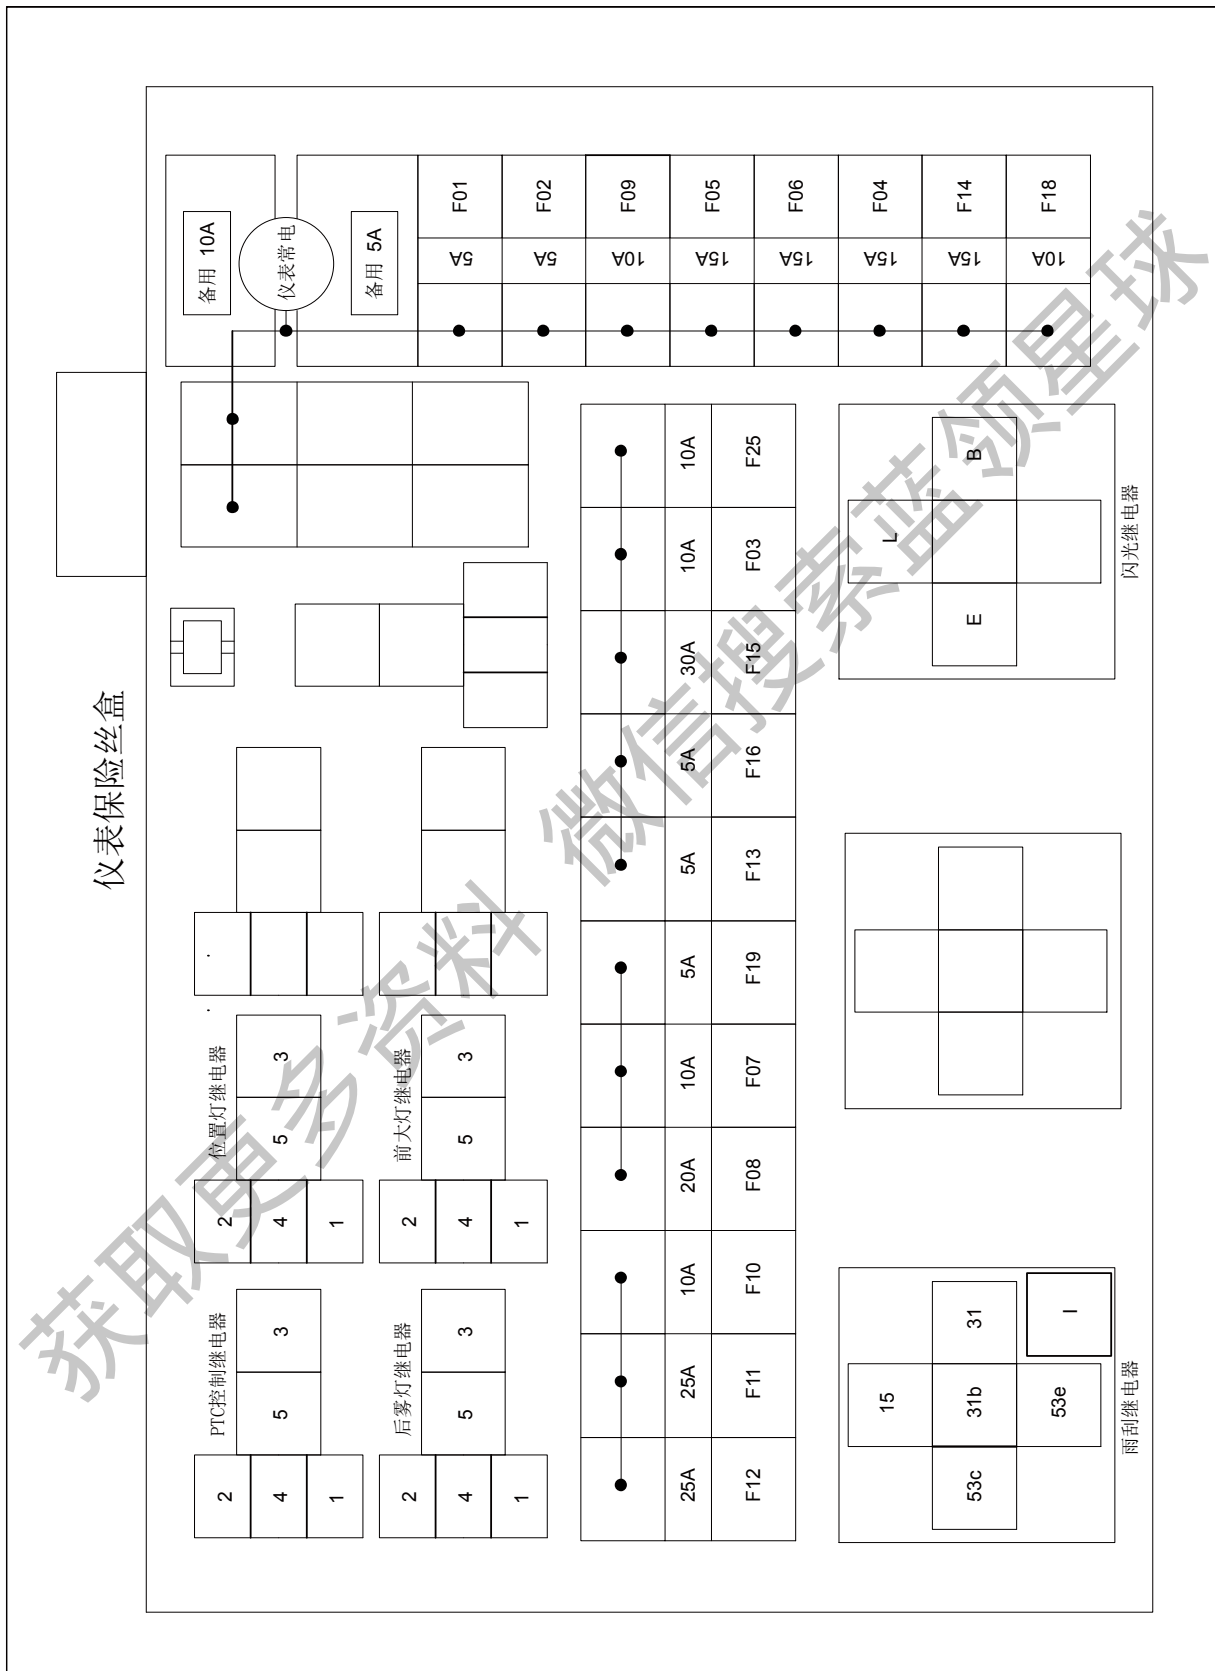 仪表保险丝盒
备用 10A
仪表常电
备用 5A
F01 F02 F09 F05 F06 F04 F14 F18
5A 5A 10A 15A 15A 15A 15A 10A
PTC控制继电器
2 4 1 5 3
位置灯继电器
2 4 1 5 3
后雾灯继电器
2 4 1 5 3
前大灯继电器
2 4 1 5 3
25A 25A 10A 20A 10A 5A 5A 5A 30A 10A 10A
F12 F11 F10 F08 F07 F19 F13 F16 F15 F03 F25
15
53c 31b 31
53e I
雨刮继电器
L
E B
闪光继电器
获取更多资料 微信搜索蓝领星球